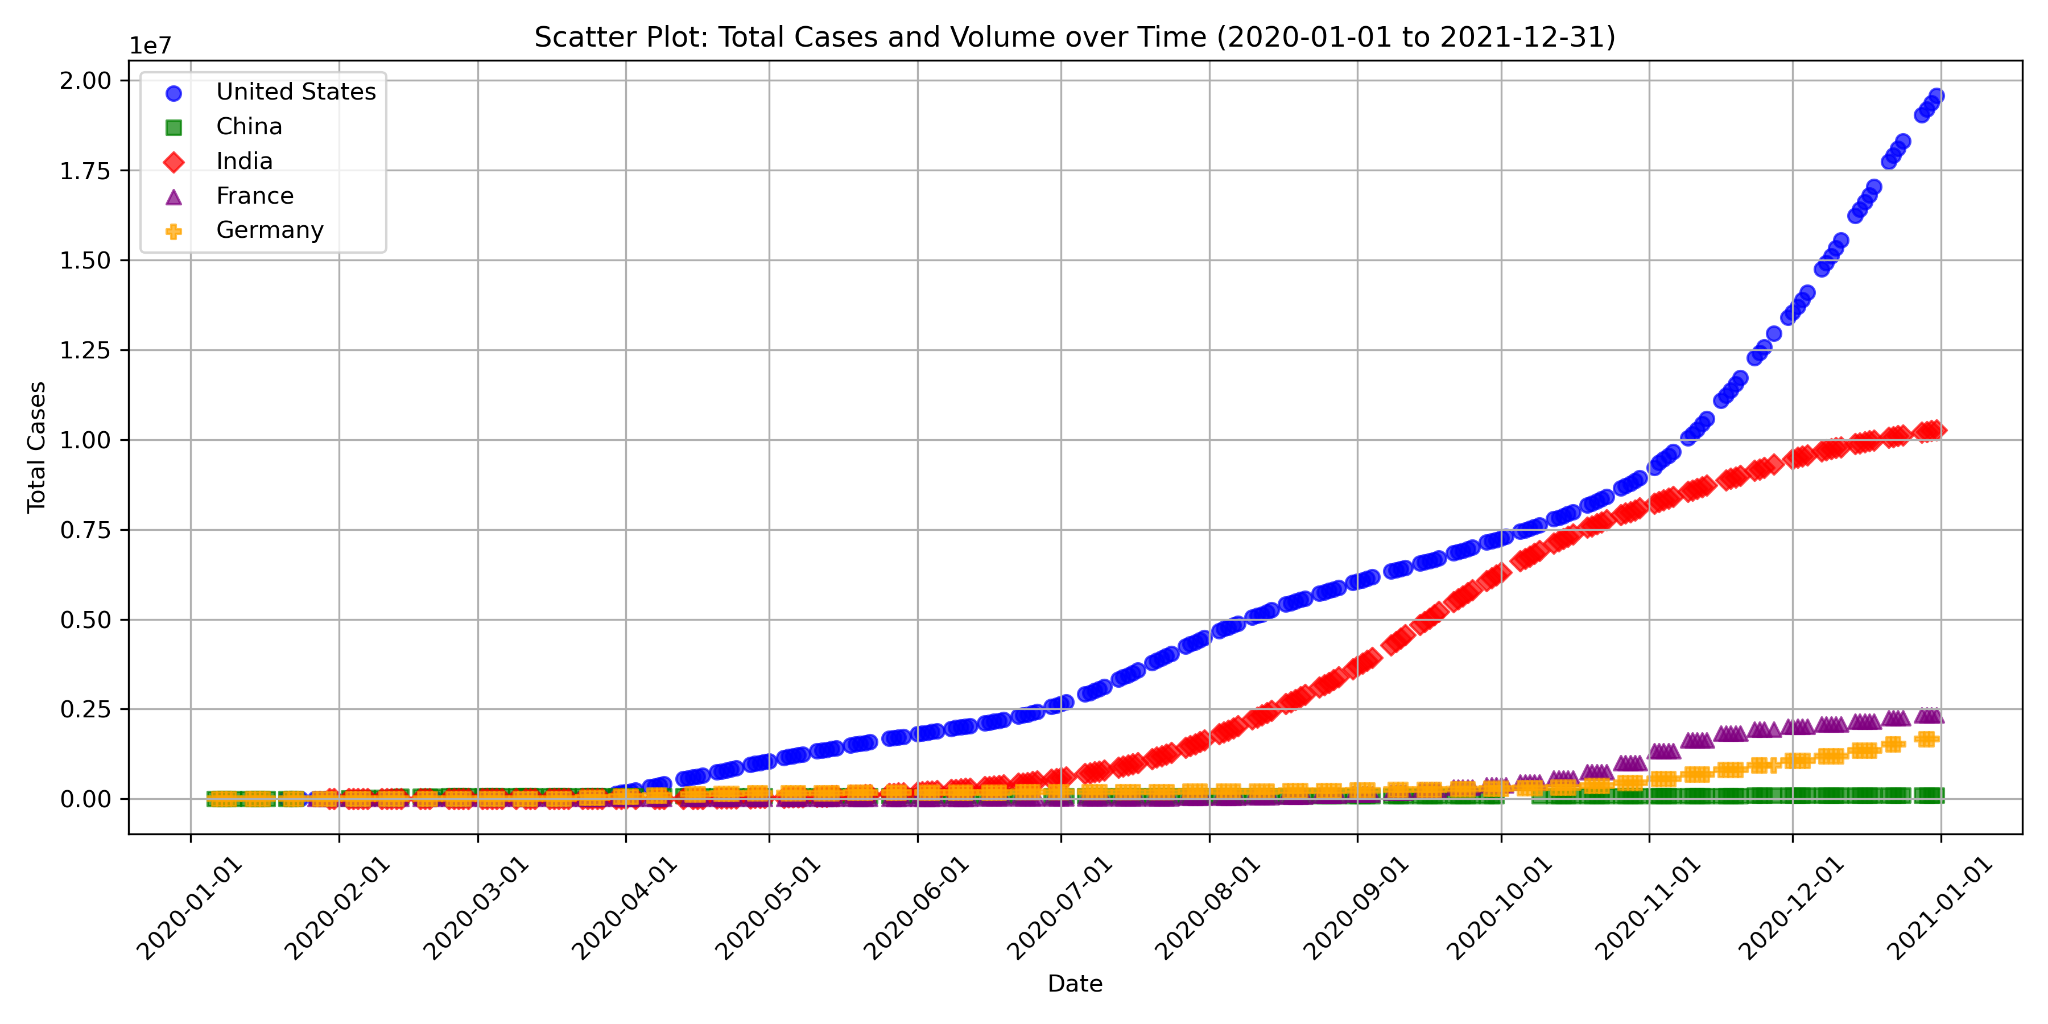 Scatter Plot: Total Cases and Volume over Time (2020-01-01 to 2021-12-31)
1e7
2.00
1.75
1.50
1.25
1.00
0.75
0.50
0.25
0.00
Total Cases
United States
China
India
France
Germany
2020-01-01
2020-02-01
2020-03-01
2020-04-01
2020-05-01
2020-06-01
2020-07-01
2020-08-01
2020-09-01
2020-10-01
2020-11-01
2020-12-01
2021-01-01
Date